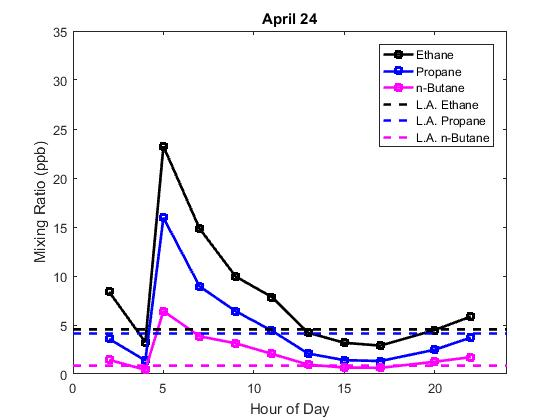 April 24
35
30
25
20
15
10
5
0
Mixing Ratio (ppb)
Ethane
Propane
n-Butane
L.A. Ethane
L.A. Propane
L.A. n-Butane
0 5 10 15 20
Hour of Day